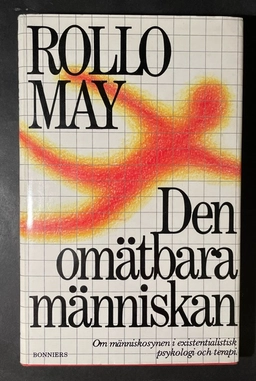 ROLLO
MAY
Den
omätbara
människan
Om människosynen i existentialistisk
psykologi och terapi
BONNIERS